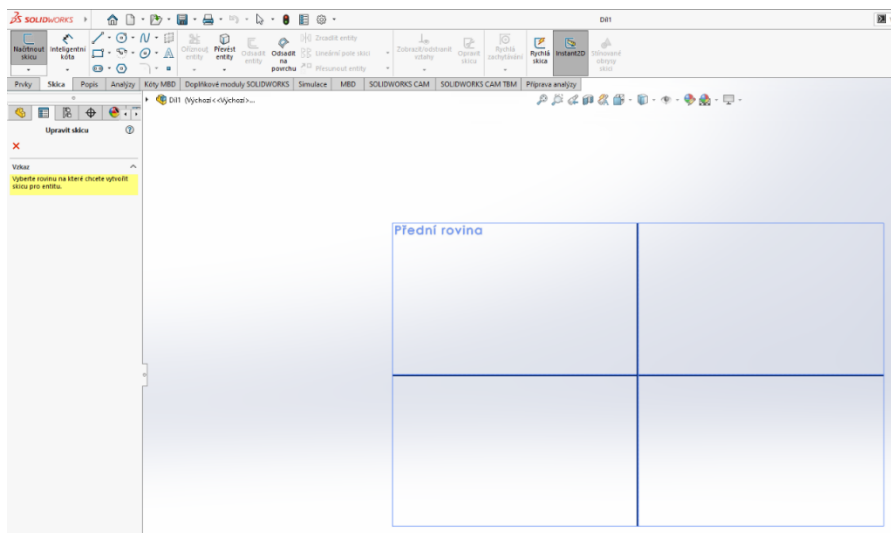 SOLIDWORKS
Díl1
Načrtnout skicu
Inteligentní kóta
Oříznout entity
Převést entity
Odsadit entity
Odsadit na povrchu
Zrcadlit entity
Lineární pole skici
Přesunout entity
Zobrazit/odstranit vztahy
Opravit skicu
Rychlá zachytávání
Rychlá skica
Instant2D
Stínované obrysy skici
Prvky Skica Popis Analýzy Kóty MBD Doplňkové moduly SOLIDWORKS Simulace MBD SOLIDWORKS CAM SOLIDWORKS CAM TBM Příprava analýzy
Díl1 (Výchozí<<Výchozí>...
Upravit skicu
Vzkaz
Vyberte rovinu na které chcete vytvořit
skicu pro entitu.
Přední rovina